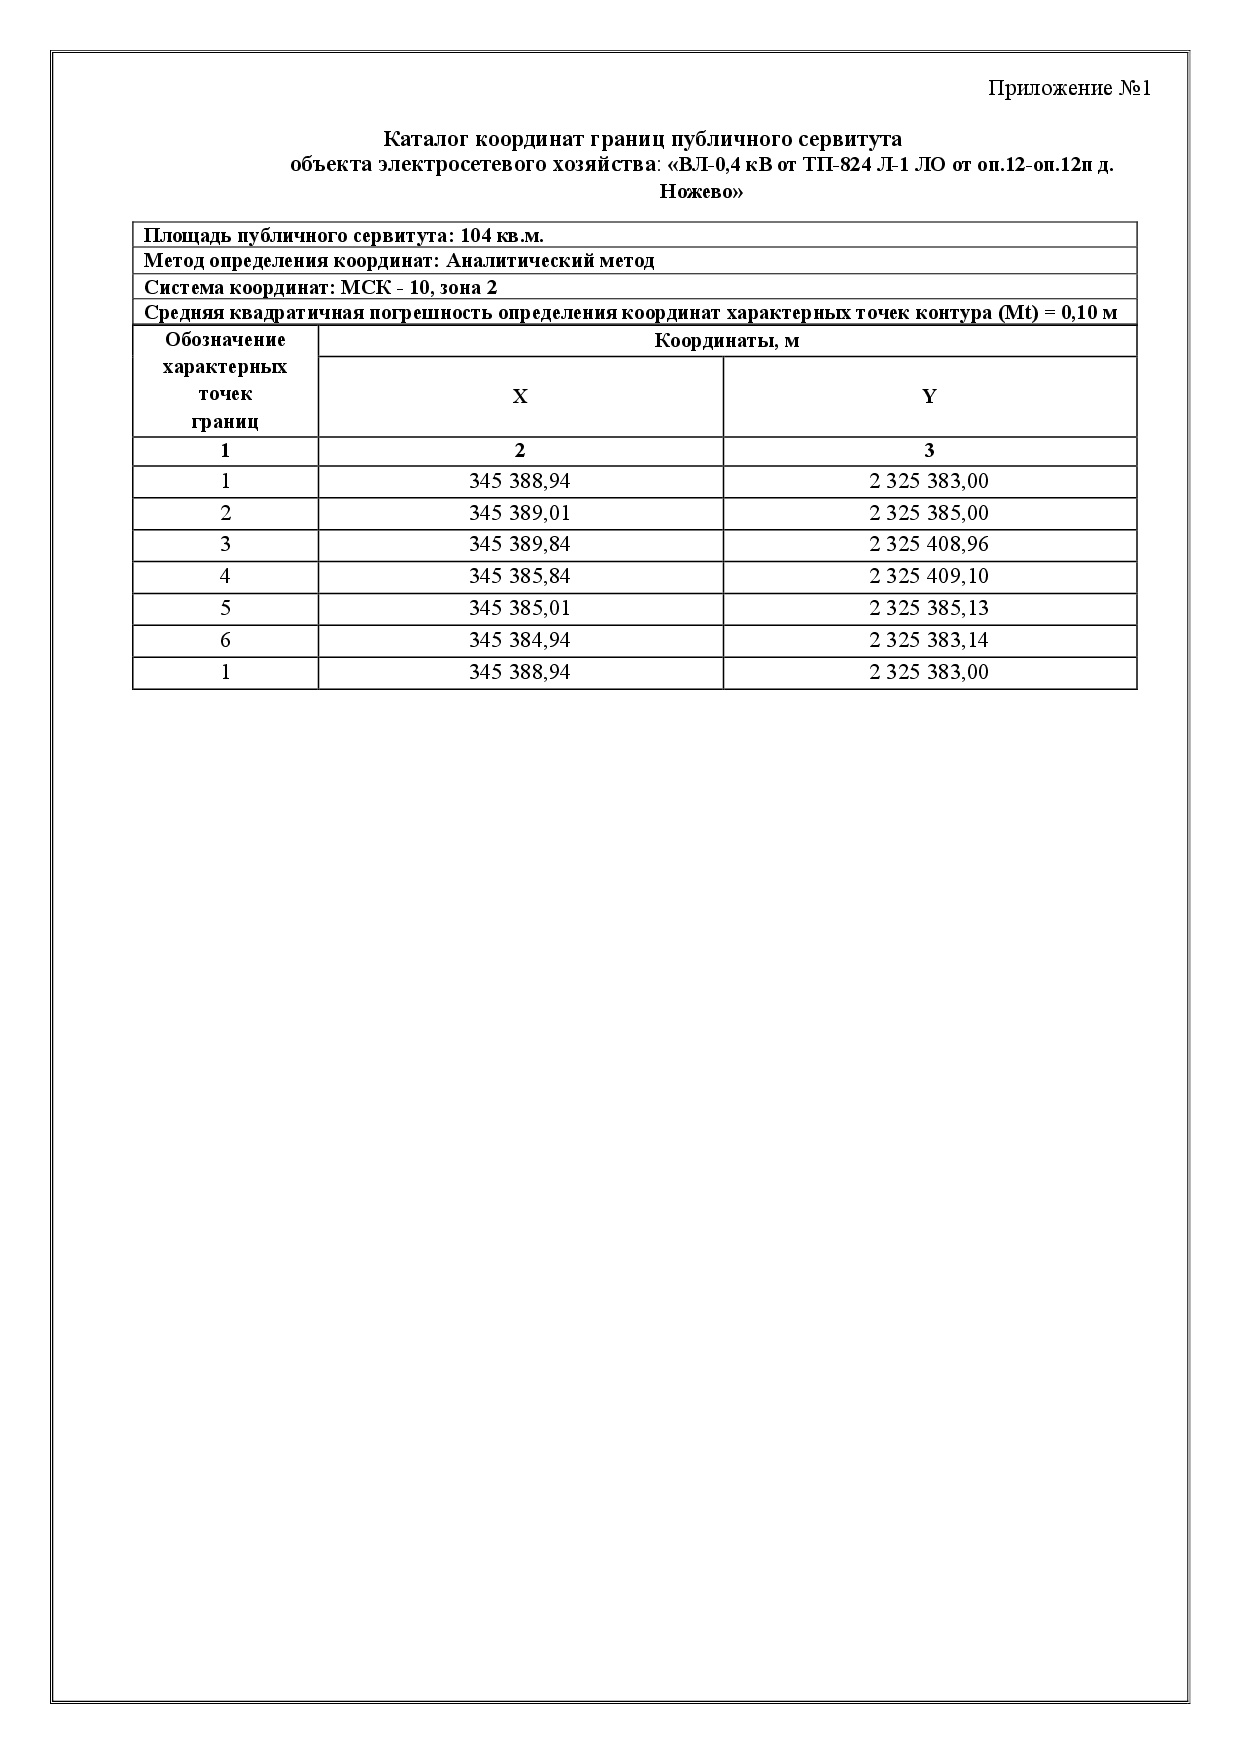 Приложение №1
Каталог координат границ публичного сервитута
объекта электросетевого хозяйства: «ВЛ-0,4 кВ от ТП-824 Л-1 ЛО от оп.12-оп.12п д.
Ножево»
Площадь публичного сервитута: 104 кв.м.
Метод определения координат: Аналитический метод
Система координат: МСК - 10, зона 2
Средняя квадратичная погрешность определения координат характерных точек контура (Mt) = 0,10 м
Обозначение
характерных
точек
границ
Координаты, м
X Y
1 2 3
1 345 388,94 2 325 383,00
2 345 389,01 2 325 385,00
3 345 389,84 2 325 408,96
4 345 385,84 2 325 409,10
5 345 385,01 2 325 385,13
6 345 384,94 2 325 383,14
1 345 388,94 2 325 383,00